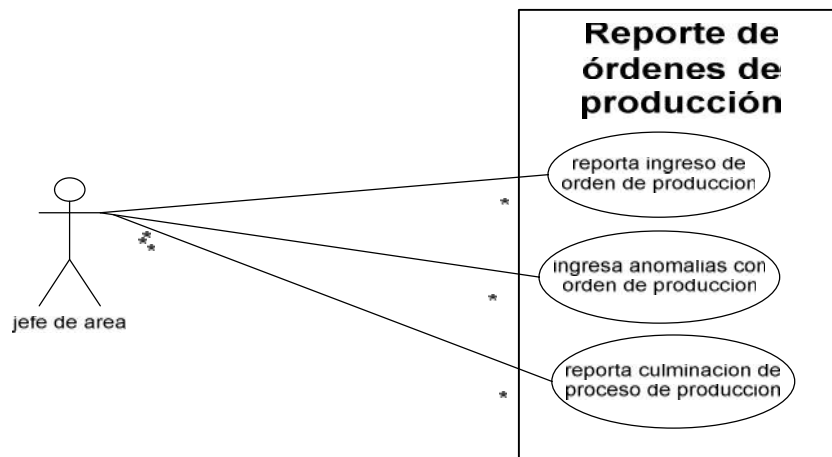 Reporte de
órdenes de
producción
reporta ingreso de
orden de produccion
*
*
*
*
ingresa anomalias con
orden de produccion
*
jefe de area
reporta culminacion de
proceso de produccion
*